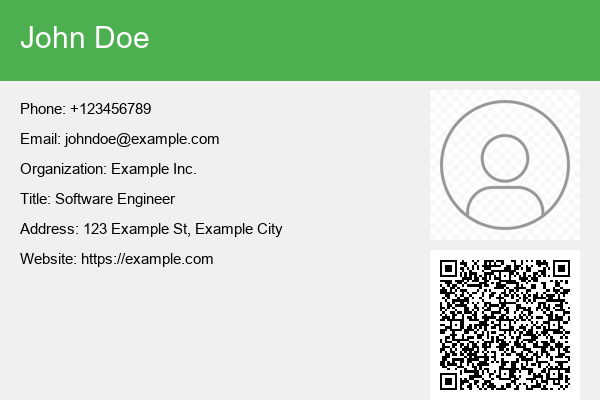 John Doe
Phone: +123456789
Email: johndoe@example.com
Organization: Example Inc.
Title: Software Engineer
Address: 123 Example St, Example City
Website: https://example.com